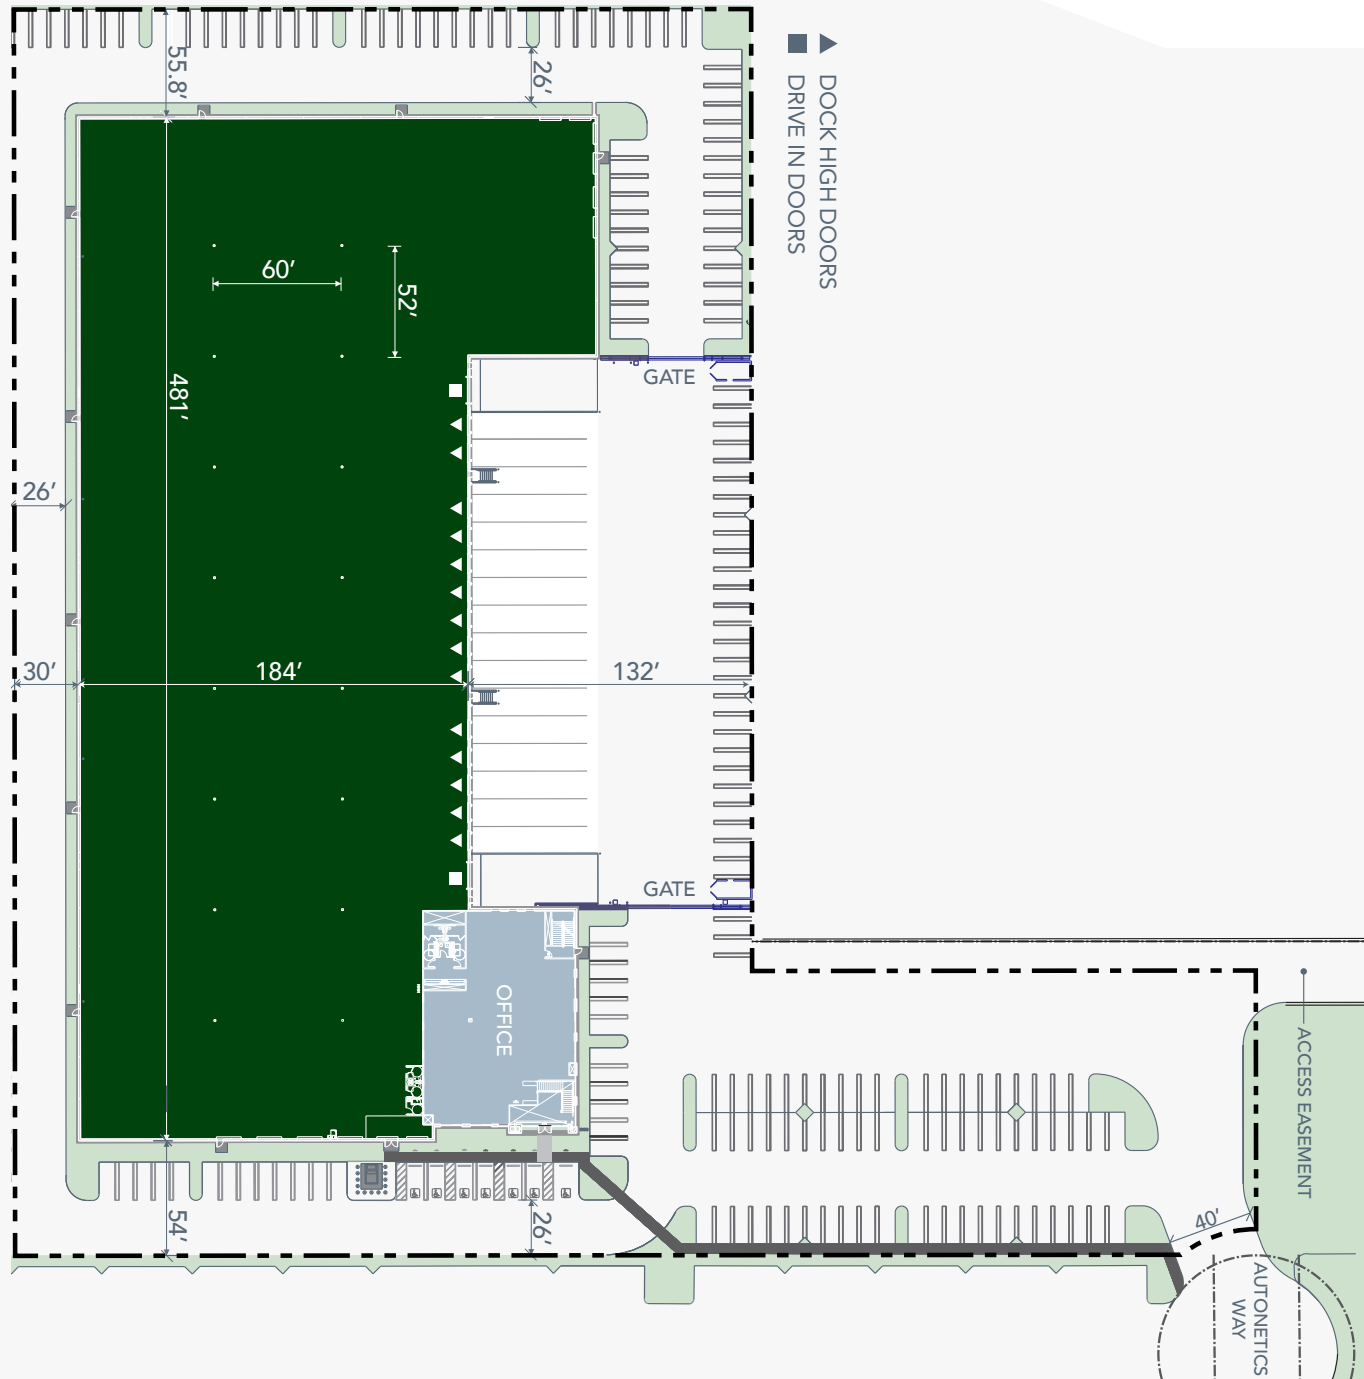 55.8'
26'
DOCK HIGH DOORS
DRIVE IN DOORS
60'
52'
GATE
481'
26'
30'
184'
132'
GATE
OFFICE
ACCESS EASEMENT
54'
26'
40'
AUTONETICS
WAY